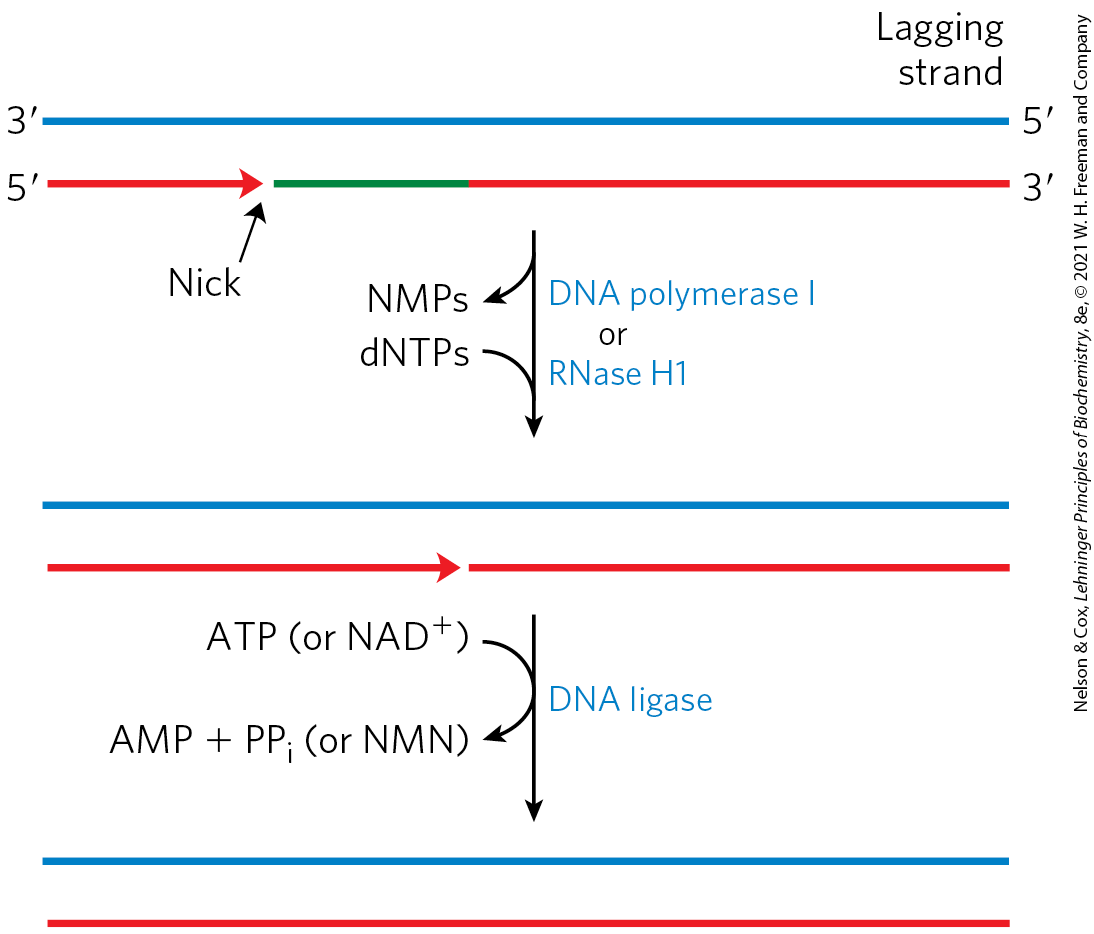 Lagging
strand
3′ 5′
5′ 3′
Nick
NMPs
dNTPs
DNA polymerase I
or
RNase H1
ATP (or NAD⁺)
DNA ligase
AMP + PPᵢ (or NMN)
Nelson & Cox, Lehninger Principles of Biochemistry, 8e, © 2021 W. H. Freeman and Company